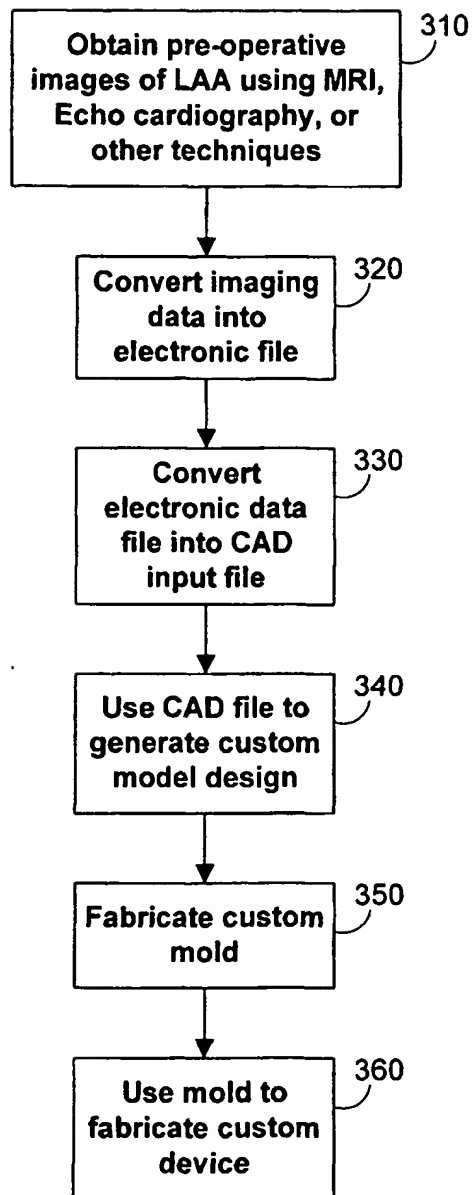 Obtain pre-operative
images of LAA using MRI,
Echo cardiography, or
other techniques
310
Convert imaging
data into
electronic file
320
Convert
electronic data
file into CAD
input file
330
Use CAD file to
generate custom
model design
340
Fabricate custom
mold
350
Use mold to
fabricate custom
device
360